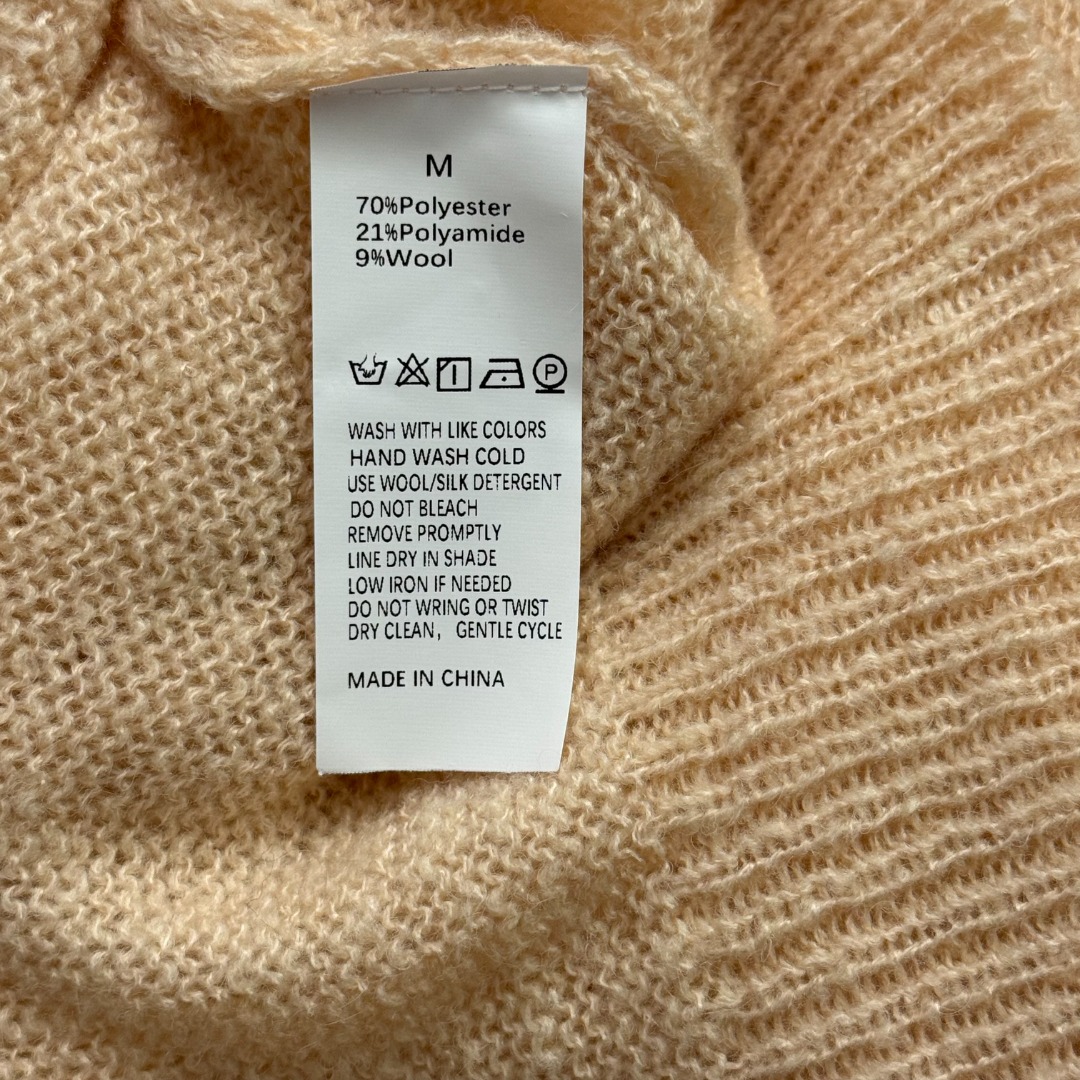 M
70%Polyester
21%Polyamide
9%Wool
P
WASH WITH LIKE COLORS
HAND WASH COLD
USE WOOL/SILK DETERGENT
DO NOT BLEACH
REMOVE PROMPTLY
LINE DRY IN SHADE
LOW IRON IF NEEDED
DO NOT WRING OR TWIST
DRY CLEAN, GENTLE CYCLE
MADE IN CHINA